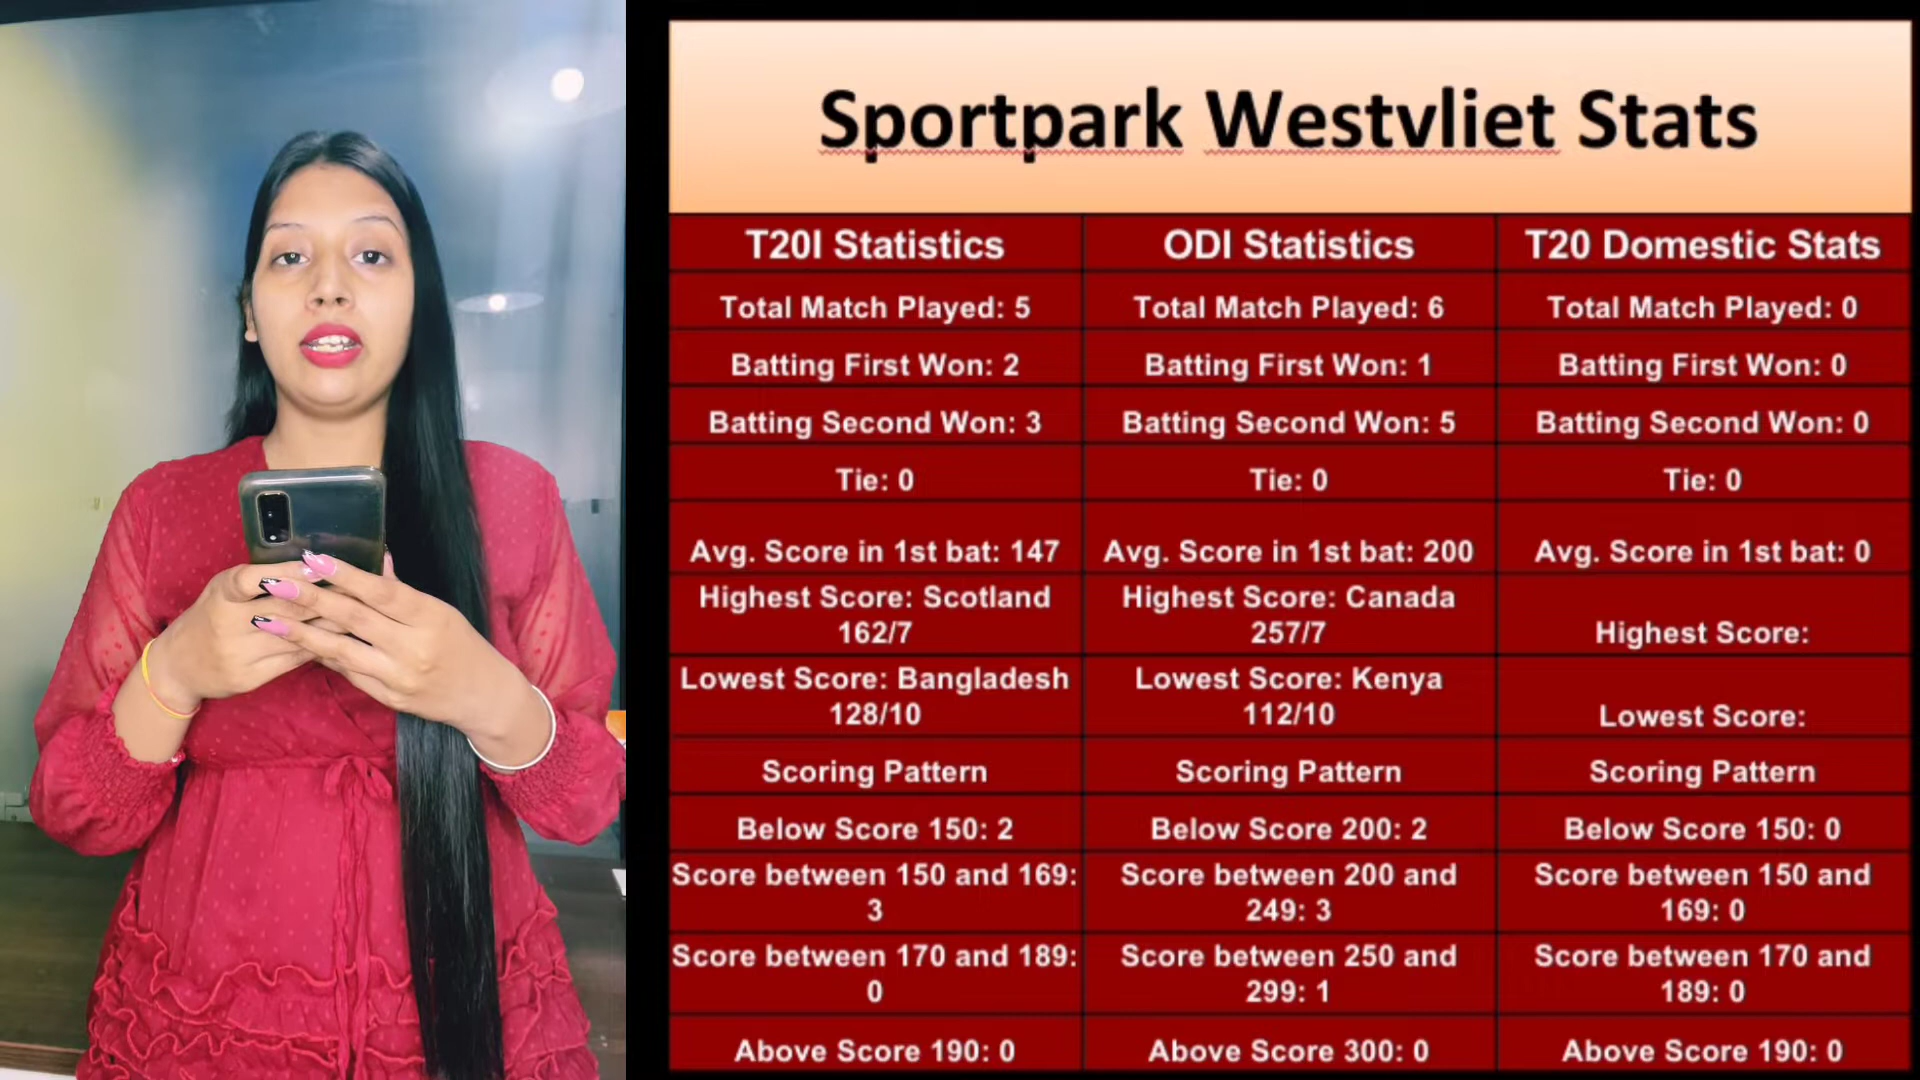 Sportpark Westvliet Stats
T20I Statistics
ODI Statistics
T20 Domestic Stats
Total Match Played: 5
Total Match Played: 6
Total Match Played: 0
Batting First Won: 2
Batting First Won: 1
Batting First Won: 0
Batting Second Won: 3
Batting Second Won: 5
Batting Second Won: 0
Tie: 0
Tie: 0
Tie: 0
Avg. Score in 1st bat: 147
Avg. Score in 1st bat: 200
Avg. Score in 1st bat: 0
Highest Score: Scotland
162/7
Highest Score: Canada
257/7
Highest Score:
Lowest Score: Bangladesh
128/10
Lowest Score: Kenya
112/10
Lowest Score:
Scoring Pattern
Scoring Pattern
Scoring Pattern
Below Score 150: 2
Below Score 200: 2
Below Score 150: 0
Score between 150 and 169:
3
Score between 200 and
249: 3
Score between 150 and
169: 0
Score between 170 and 189:
0
Score between 250 and
299: 1
Score between 170 and
189: 0
Above Score 190: 0
Above Score 300: 0
Above Score 190: 0